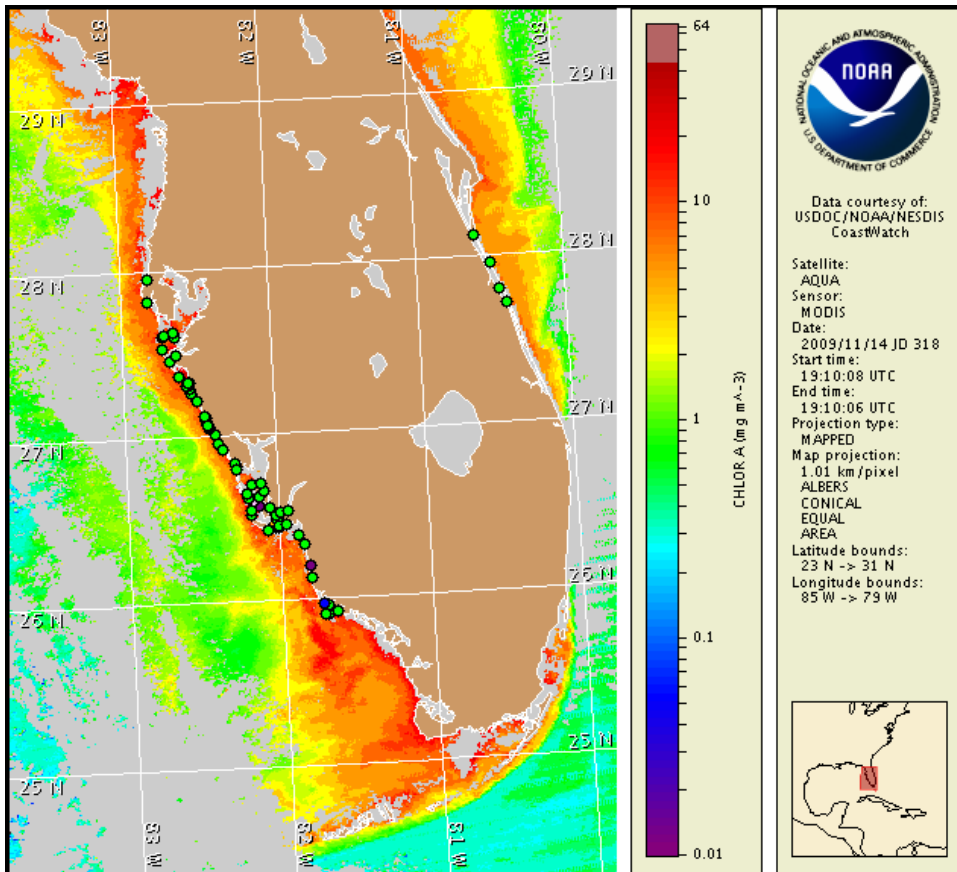 83 W
82 W
81 W
80 W
29 N
29 N
28 N
28 N
27 N
27 N
26 N
26 N
25 N
25 N
83 W
82 W
81 W
64
10
1
0.1
0.01
CHLOR A (mg m^-3)
NATIONAL OCEANIC AND ATMOSPHERIC ADMINISTRATION
NOAA
U.S. DEPARTMENT OF COMMERCE
Data courtesy of:
USDOC/NOAA/NESDIS
CoastWatch
Satellite:
AQUA
Sensor:
MODIS
Date:
2009/11/14 JD 318
Start time:
19:10:08 UTC
End time:
19:10:06 UTC
Projection type:
MAPPED
Map projection:
1.01 km/pixel
ALBERS
CONICAL
EQUAL
AREA
Latitude bounds:
23 N -> 31 N
Longitude bounds:
85 W -> 79 W